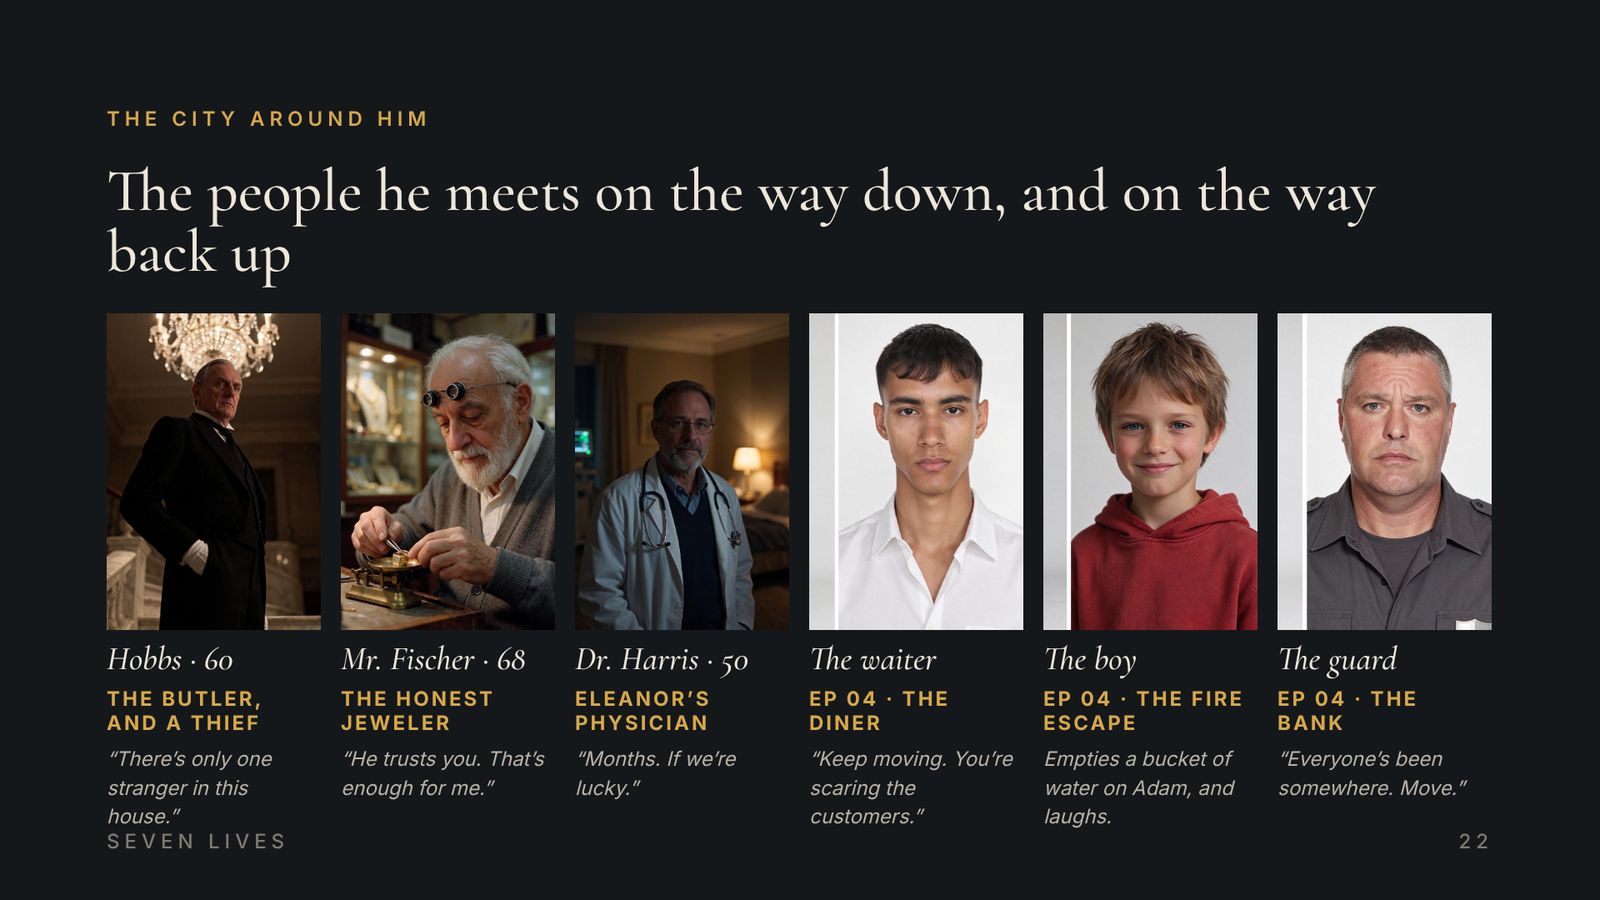 THE CITY AROUND HIM
The people he meets on the way down, and on the way
back up
Hobbs · 60
THE BUTLER,
AND A THIEF
“There’s only one
stranger in this
house.”
Mr. Fischer · 68
THE HONEST
JEWELER
“He trusts you. That’s
enough for me.”
Dr. Harris · 50
ELEANOR’S
PHYSICIAN
“Months. If we’re
lucky.”
The waiter
EP 04 · THE
DINER
“Keep moving. You’re
scaring the
customers.”
The boy
EP 04 · THE FIRE
ESCAPE
Empties a bucket of
water on Adam, and
laughs.
The guard
EP 04 · THE
BANK
“Everyone’s been
somewhere. Move.”
SEVEN LIVES
22